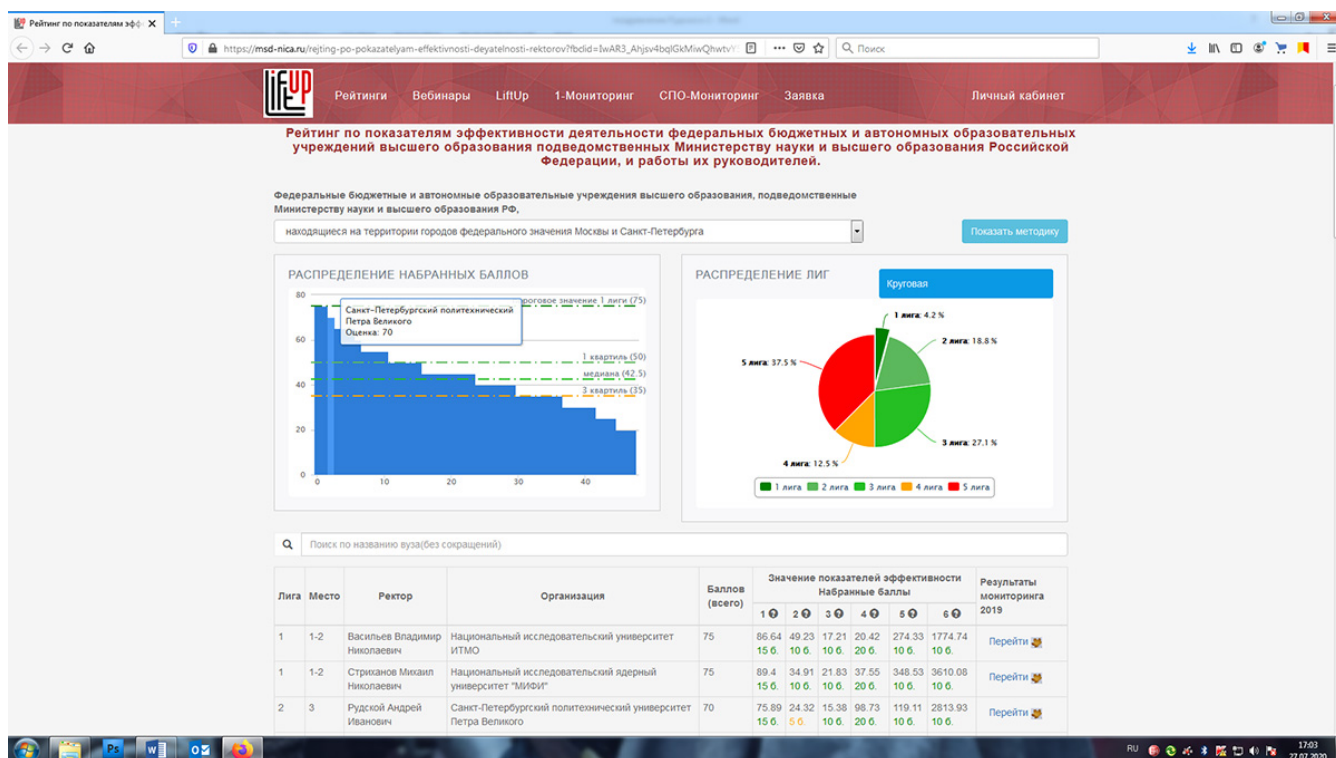 Рейтинг по показателям эфф
https://msd-nica.ru/rejting-po-pokazatelyam-effektivnosti-deyatelnosti-rektorov?fbclid=IwAR3_Ahjsv4bqlGkMiwQhwtvY
Поиск
LifEUP
Рейтинги Вебинары LiftUp 1-Мониторинг СПО-Мониторинг Заявка Личный кабинет
Рейтинг по показателям эффективности деятельности федеральных бюджетных и автономных образовательных
учреждений высшего образования подведомственных Министерству науки и высшего образования Российской
Федерации, и работы их руководителей.
Федеральные бюджетные и автономные образовательные учреждения высшего образования, подведомственные
Министерству науки и высшего образования РФ,
находящиеся на территории городов федерального значения Москвы и Санкт-Петербурга
Показать методику
РАСПРЕДЕЛЕНИЕ НАБРАННЫХ БАЛЛОВ
80
60
40
20
0
0 10 20 30 40
роговое значение 1 лиги (75)
Санкт-Петербургский политехнический
Петра Великого
Оценка: 70
1 квартиль (50)
медиана (42.5)
3 квартиль (35)
РАСПРЕДЕЛЕНИЕ ЛИГ
Круговая
1 лига: 4.2 %
2 лига: 18.8 %
5 лига: 37.5 %
3 лига: 27.1 %
4 лига: 12.5 %
1 лига 2 лига 3 лига 4 лига 5 лига
Поиск по названию вуза(без сокращений)
Лига Место Ректор Организация Баллов (всего) Значение показателей эффективности Набранные баллы Результаты мониторинга 2019
1 2 3 4 5 6
1 1-2 Васильев Владимир Николаевич Национальный исследовательский университет ИТМО 75 86.64 49.23 17.21 20.42 274.33 1774.74 Перейти
15 б. 10 б. 10 б. 20 б. 10 б. 10 б.
1 1-2 Стриханов Михаил Николаевич Национальный исследовательский ядерный университет "МИФИ" 75 89.4 34.91 21.83 37.55 348.53 3610.08 Перейти
15 б. 10 б. 10 б. 20 б. 10 б. 10 б.
2 3 Рудской Андрей Иванович Санкт-Петербургский политехнический университет Петра Великого 70 75.89 24.32 15.38 98.73 119.11 2813.93 Перейти
15 б. 5 б. 10 б. 20 б. 10 б. 10 б.
Ps
RU
17:03
27.07.2020